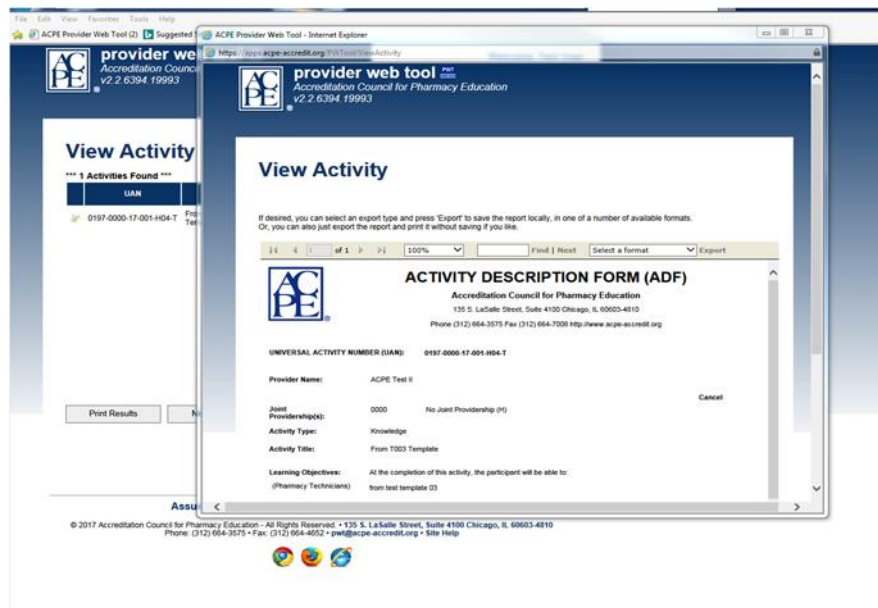 File Edit View Favorites Tools Help
ACPE Provider Web Tool (2) Suggested S
ACPE
provider we
Accreditation Counc
v2.2.6394.19993
View Activity
*** 1 Activities Found ***
UAN
0197-0000-17-001-H04-T Fro
Ter
Print Results N
Assu
© 2017 Accreditation Council for Pharmacy Education - All Rights Reserved. • 135 S. LaSalle Street, Suite 4100 Chicago, IL 60603-4810
Phone: (312) 664-3575 • Fax: (312) 664-4652 • pwt@acpe-accredit.org • Site Help
ACPE Provider Web Tool - Internet Explorer
https://apps.acpe-accredit.org/PWTool/ViewActivity
ACPE
provider web tool PWT
Accreditation Council for Pharmacy Education
v2.2.6394.19993
View Activity
If desired, you can select an export type and press 'Export' to save the report locally, in one of a number of available formats.
Or, you can also just export the report and print it without saving if you like.
1 of 1 100% Find | Next Select a format Export
ACPE
ACTIVITY DESCRIPTION FORM (ADF)
Accreditation Council for Pharmacy Education
135 S. LaSalle Street, Suite 4100 Chicago, IL 60603-4810
Phone (312) 664-3575 Fax (312) 664-7008 http://www.acpe-accredit.org
UNIVERSAL ACTIVITY NUMBER (UAN): 0197-0000-17-001-H04-T
Provider Name: ACPE Test II
Cancel
Joint
Providership(s): 0000 No Joint Providership (H)
Activity Type: Knowledge
Activity Title: From T003 Template
Learning Objectives: At the completion of this activity, the participant will be able to:
(Pharmacy Technicians) from test template 03